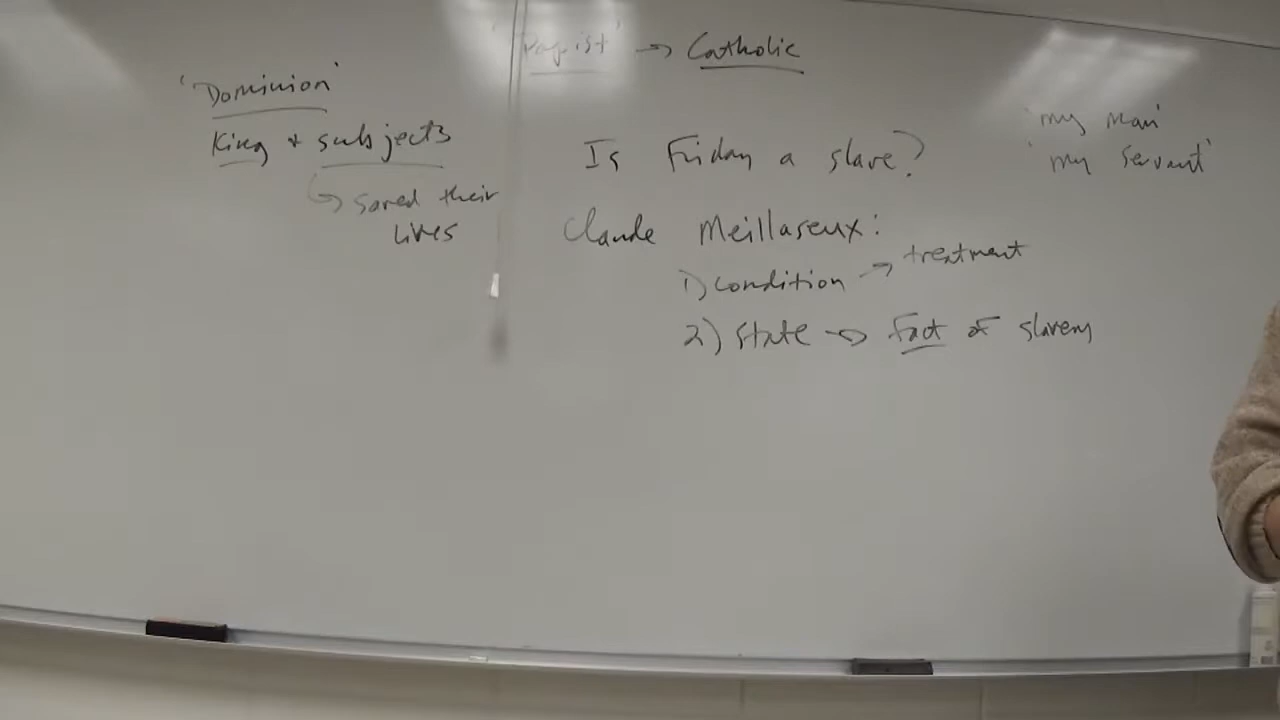 'Papist' → Catholic
'Dominion'
King + subjects
↳ saved their
lives
Is Friday a slave?
'my man'
'my servant'
Claude Meillaseux:
1) condition → treatment
2) state → fact of slavery